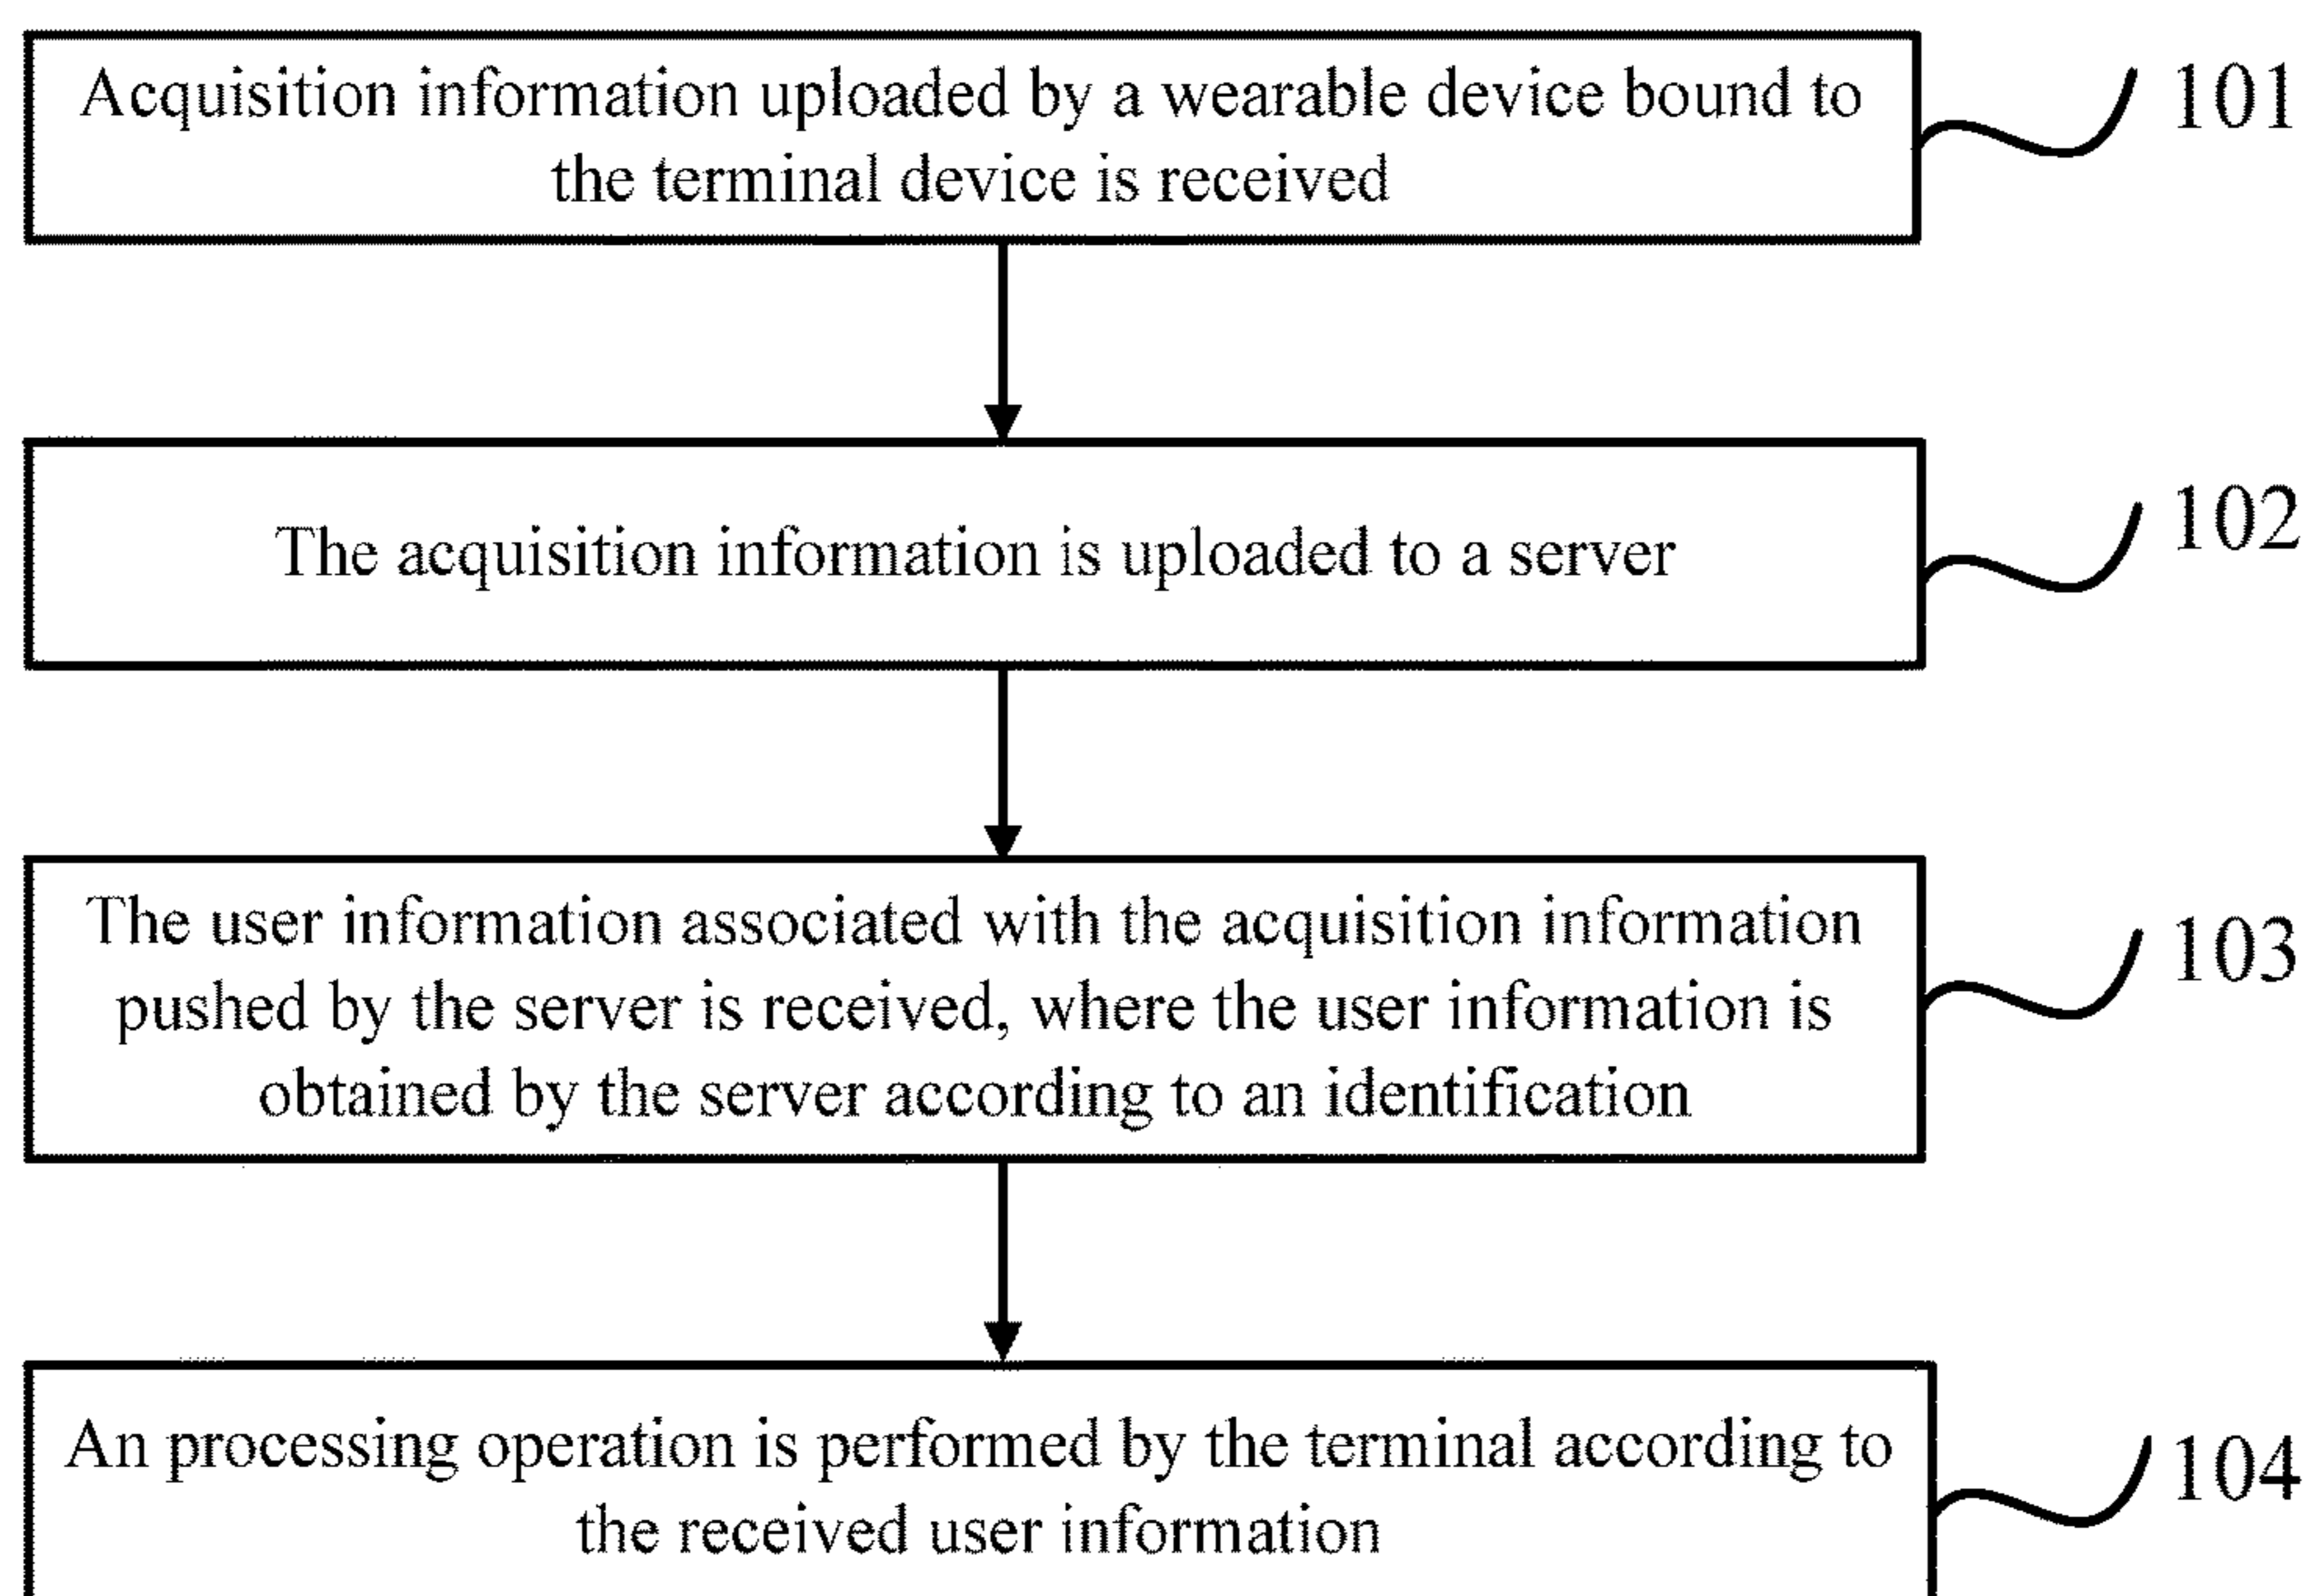 Acquisition information uploaded by a wearable device bound to
the terminal device is received
101
The acquisition information is uploaded to a server
102
The user information associated with the acquisition information
pushed by the server is received, where the user information is
obtained by the server according to an identification
103
An processing operation is performed by the terminal according to
the received user information
104